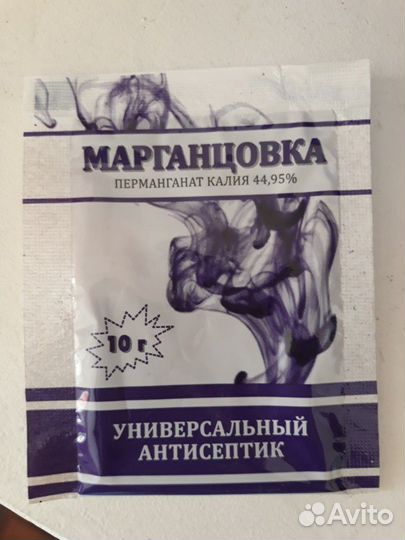 МАРГАНЦОВКА
ПЕРМАНГАНАТ КАЛИЯ 44,95%
10 г
УНИВЕРСАЛЬНЫЙ
АНТИСЕПТИК
Avito